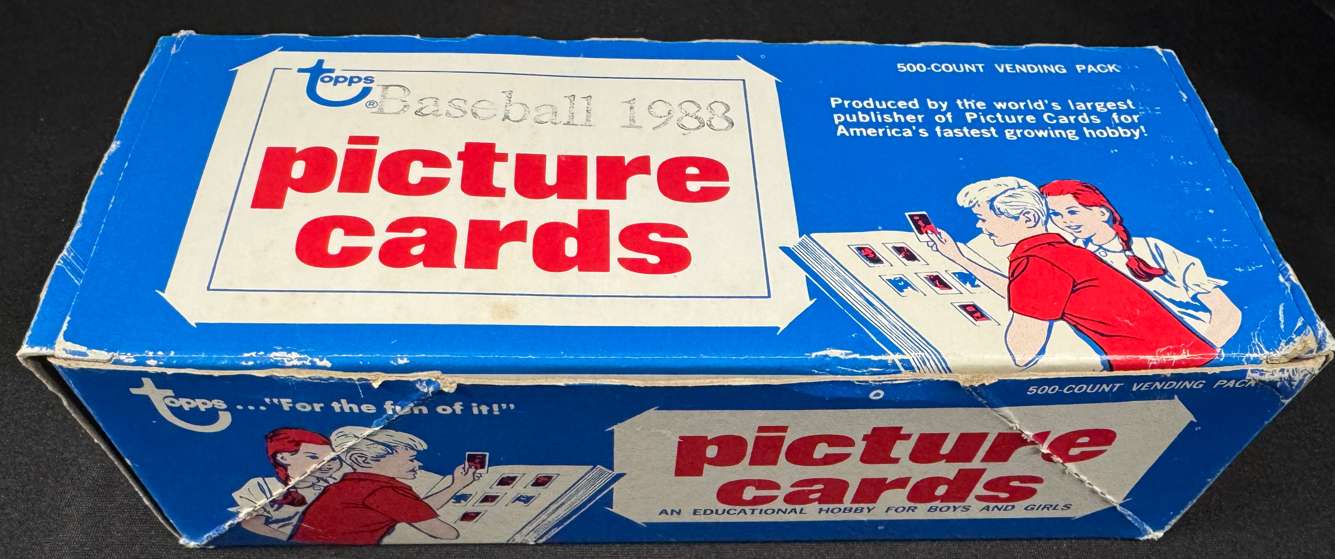 500-COUNT VENDING PACK
topps
® Baseball 1988
Produced by the world's largest
publisher of Picture Cards for
America's fastest growing hobby!
picture
cards
topps ... "For the fun of it!"
500-COUNT VENDING PACK
picture
cards
AN EDUCATIONAL HOBBY FOR BOYS AND GIRLS